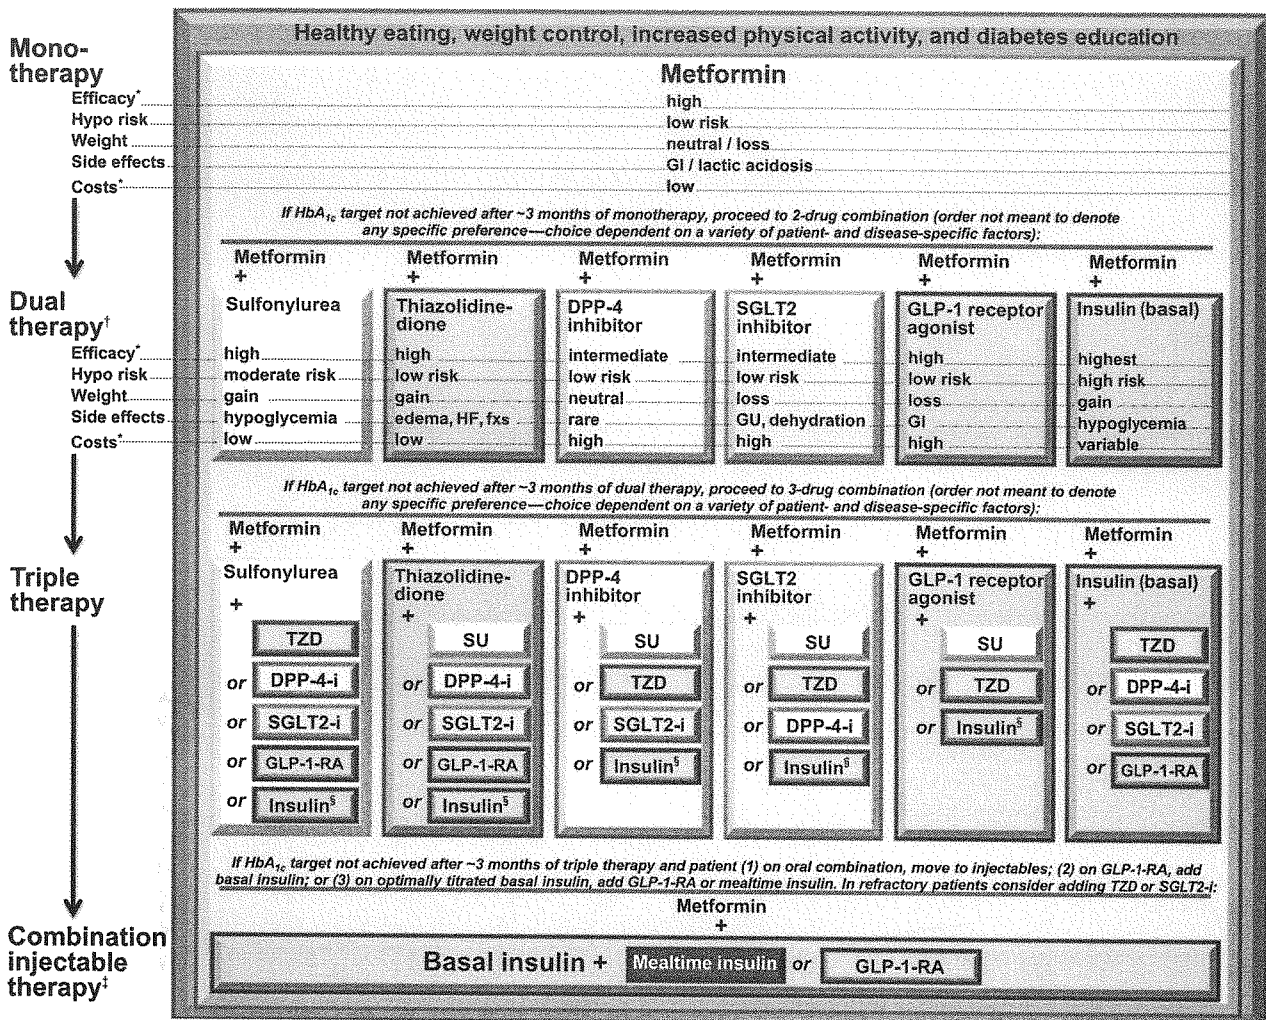 Healthy eating, weight control, increased physical activity, and diabetes education
Mono-
therapy
Metformin
Efficacy* high
Hypo risk low risk
Weight neutral / loss
Side effects GI / lactic acidosis
Costs* low
If HbA1c target not achieved after ~3 months of monotherapy, proceed to 2-drug combination (order not meant to denote
any specific preference—choice dependent on a variety of patient- and disease-specific factors):
Metformin Metformin Metformin Metformin Metformin Metformin
+ + + + + +
Dual
therapy†
Sulfonylurea
Thiazolidine-
dione
DPP-4
inhibitor
SGLT2
inhibitor
GLP-1 receptor
agonist
Insulin (basal)
Efficacy* high high intermediate intermediate high highest
Hypo risk moderate risk low risk low risk low risk low risk high risk
Weight gain gain neutral loss loss gain
Side effects hypoglycemia edema, HF, fxs rare GU, dehydration GI hypoglycemia
Costs* low low high high high variable
If HbA1c target not achieved after ~3 months of dual therapy, proceed to 3-drug combination (order not meant to denote
any specific preference—choice dependent on a variety of patient- and disease-specific factors):
Metformin Metformin Metformin Metformin Metformin Metformin
+ + + + + +
Triple
therapy
Sulfonylurea
+
TZD
or DPP-4-i
or SGLT2-i
or GLP-1-RA
or Insulin§
Thiazolidine-
dione
+
SU
or DPP-4-i
or SGLT2-i
or GLP-1-RA
or Insulin§
DPP-4
inhibitor
+
SU
or TZD
or SGLT2-i
or Insulin§
SGLT2
inhibitor
+
SU
or TZD
or DPP-4-i
or Insulin§
GLP-1 receptor
agonist
+
SU
or TZD
or Insulin§
Insulin (basal)
+
TZD
or DPP-4-i
or SGLT2-i
or GLP-1-RA
If HbA1c target not achieved after ~3 months of triple therapy and patient (1) on oral combination, move to injectables; (2) on GLP-1-RA, add
basal insulin; or (3) on optimally titrated basal insulin, add GLP-1-RA or mealtime insulin. In refractory patients consider adding TZD or SGLT2-i:
Metformin
+
Combination
injectable
therapy‡
Basal insulin + Mealtime insulin or GLP-1-RA